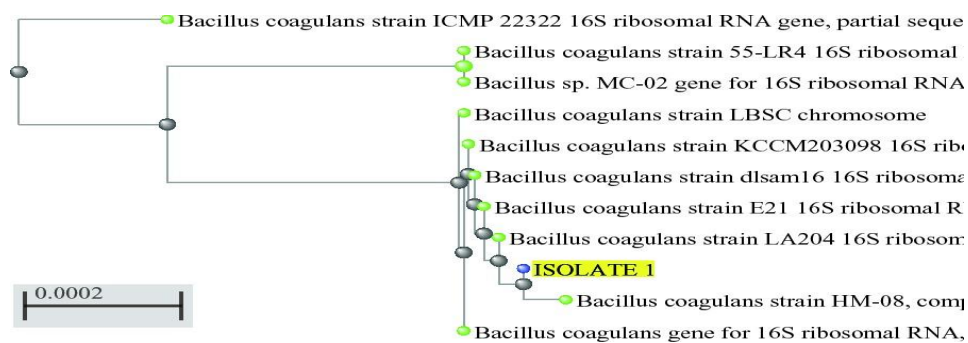 Bacillus coagulans strain ICMP 22322 16S ribosomal RNA gene, partial seque
Bacillus coagulans strain 55-LR4 16S ribosomal
Bacillus sp. MC-02 gene for 16S ribosomal RNA
Bacillus coagulans strain LBSC chromosome
Bacillus coagulans strain KCCM203098 16S ribo
Bacillus coagulans strain dlsam16 16S ribosoma
Bacillus coagulans strain E21 16S ribosomal R
Bacillus coagulans strain LA204 16S ribosom
ISOLATE 1
0.0002
Bacillus coagulans strain HM-08, comp
Bacillus coagulans gene for 16S ribosomal RNA,